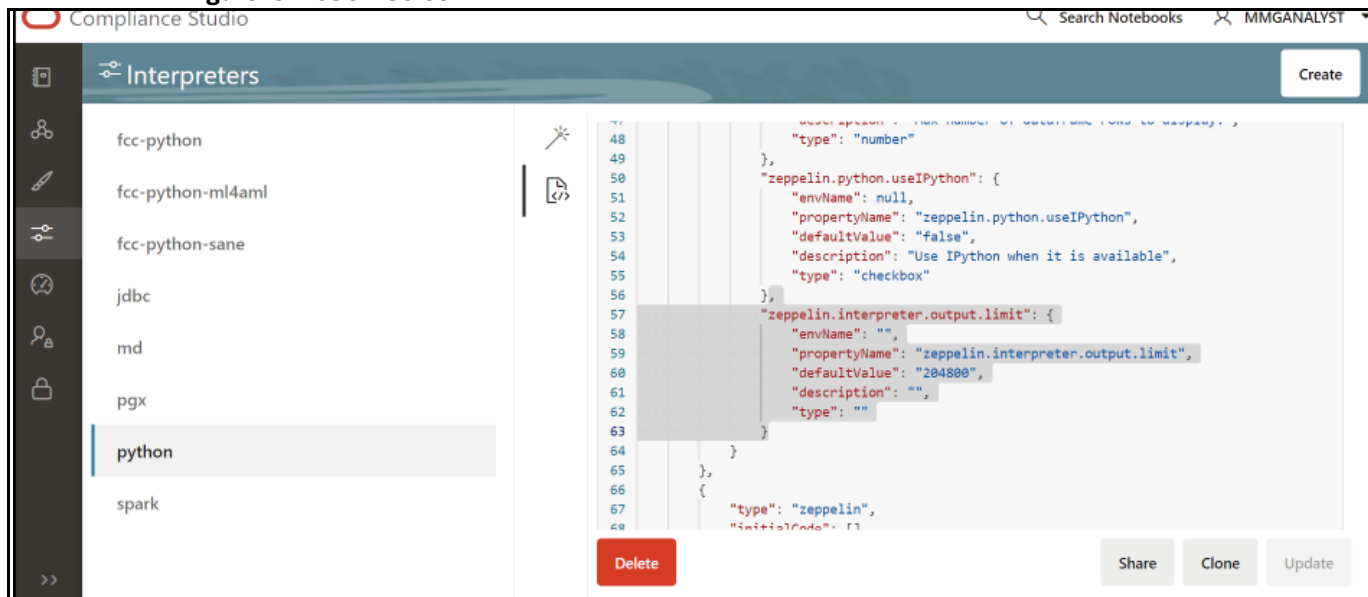 Compliance Studio
Search Notebooks
MMGANALYST
Interpreters
Create
fcc-python
fcc-python-ml4aml
fcc-python-sane
jdbc
md
pgx
python
spark
48 "type": "number"
49 },
50 "zeppelin.python.useIPython": {
51 "envName": null,
52 "propertyName": "zeppelin.python.useIPython",
53 "defaultValue": "false",
54 "description": "Use IPython when it is available",
55 "type": "checkbox"
56 },
57 "zeppelin.interpreter.output.limit": {
58 "envName": "",
59 "propertyName": "zeppelin.interpreter.output.limit",
60 "defaultValue": "204800",
61 "description": "",
62 "type": ""
63 }
64 }
65 },
66 {
67 "type": "zeppelin",
68 "initialCode": []
Delete
Share
Clone
Update
>>